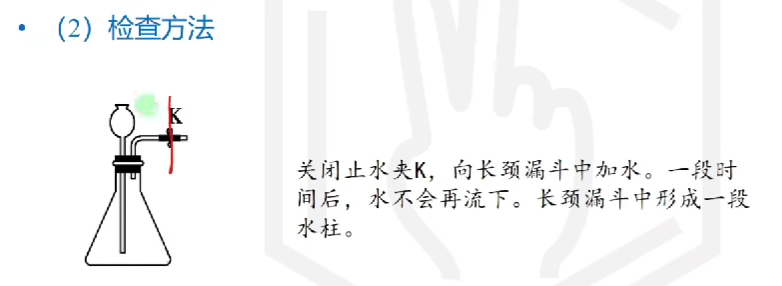 • （2）检查方法
K
关闭止水夹K，向长颈漏斗中加水。一段时
间后，水不会再流下。长颈漏斗中形成一段
水柱。